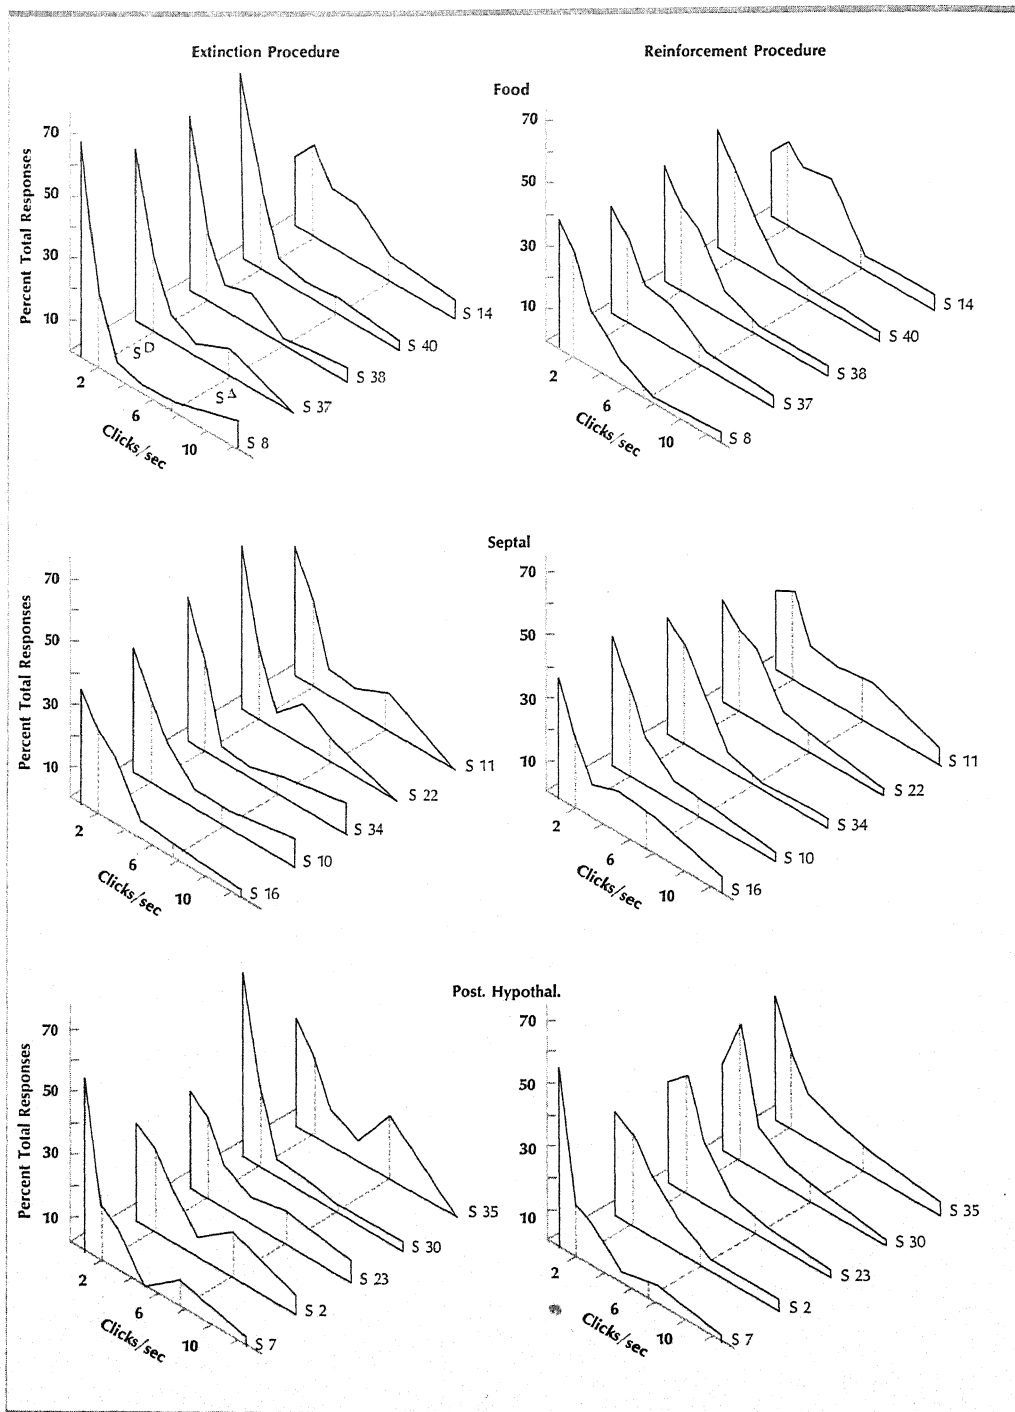 Extinction Procedure
Reinforcement Procedure
Food
Percent Total Responses
70
50
30
10
S^D
S^Δ
2
6
10
Clicks/sec
S 14
S 40
S 38
S 37
S 8
70
50
30
10
2
6
10
Clicks/sec
S 14
S 40
S 38
S 37
S 8
Septal
Percent Total Responses
70
50
30
10
2
6
10
Clicks/sec
S 11
S 22
S 34
S 10
S 16
70
50
30
10
2
6
10
Clicks/sec
S 11
S 22
S 34
S 10
S 16
Post. Hypothal.
Percent Total Responses
70
50
30
10
2
6
10
Clicks/sec
S 35
S 30
S 23
S 2
S 7
70
50
30
10
2
6
10
Clicks/sec
S 35
S 30
S 23
S 2
S 7